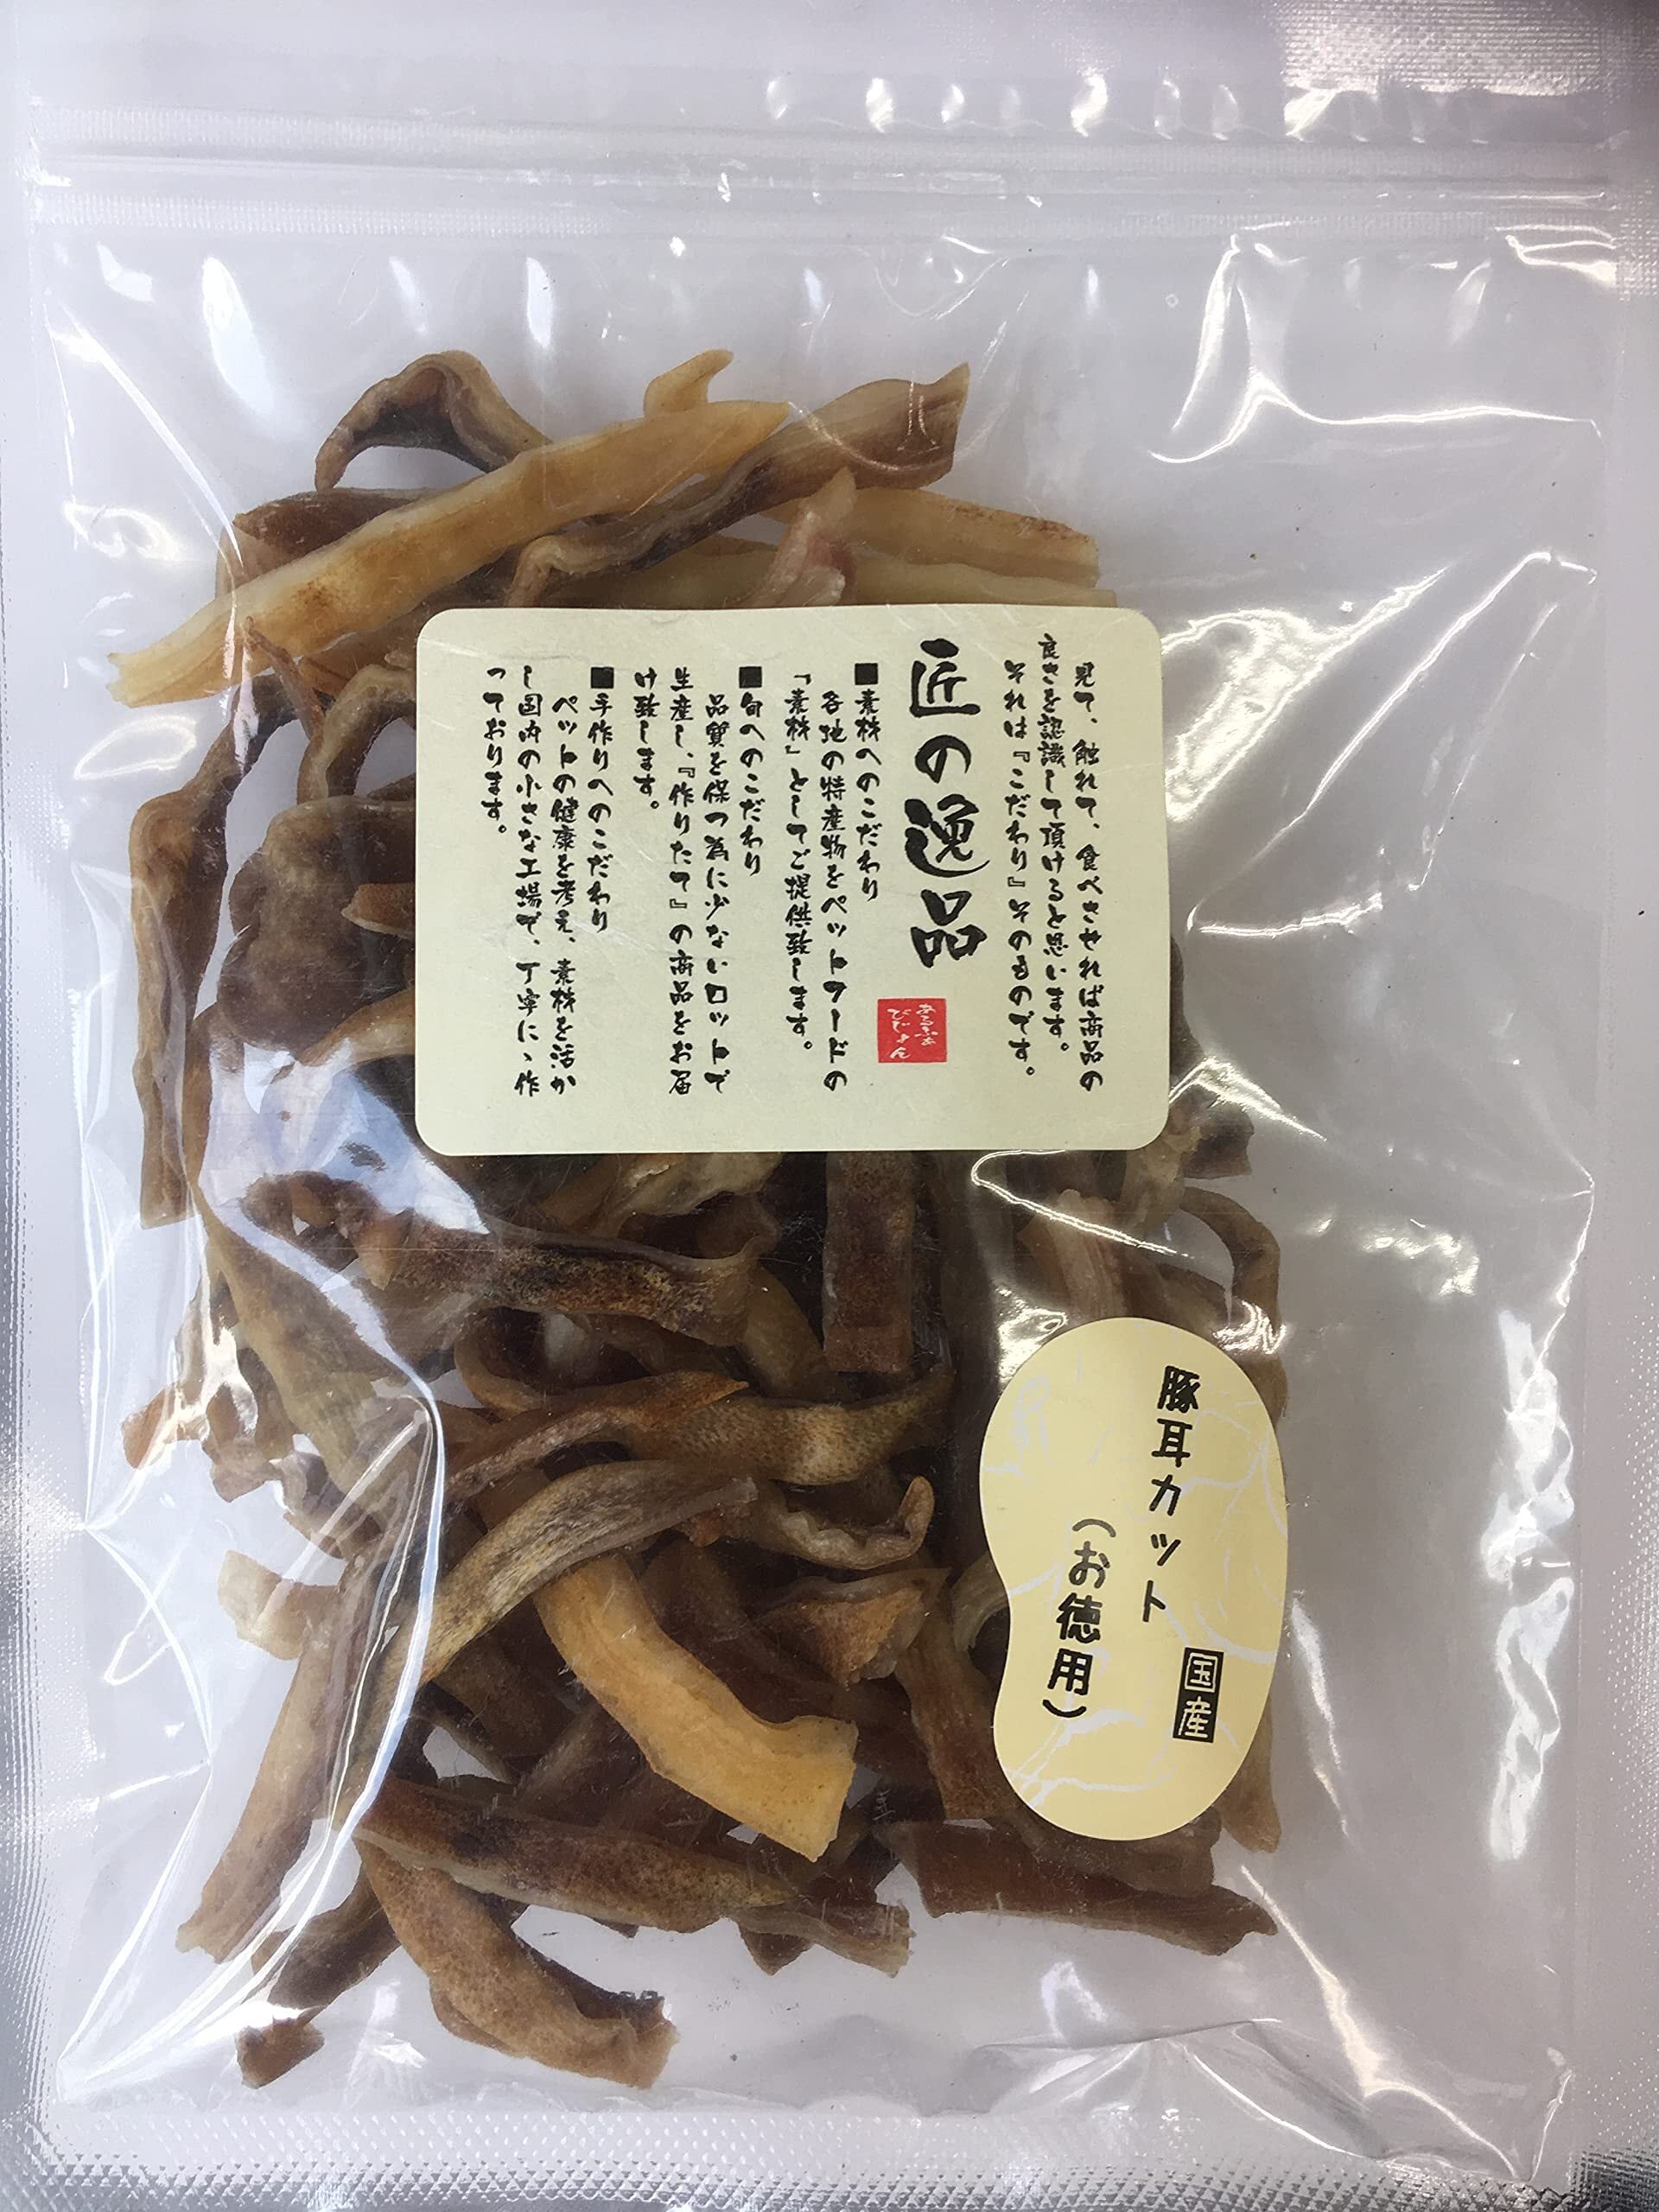 見て、触れて、食べさせれば商品の
良さを認識して頂けると思います。
それは『こだわり』そのものです。
匠の逸品
あるふぁ
びじょん
■素材へのこだわり
各地の特産物をペットフードの
「素材」としてご提供致します。
■旬へのこだわり
品質を保つ為に少ないロットで
生産し、『作りたて』の商品をお届
け致します。
■手作りへのこだわり
ペットの健康を考え、素材を活か
し国内の小さな工場で、丁寧に、作
っております。
国産
豚耳カット
(お徳用)